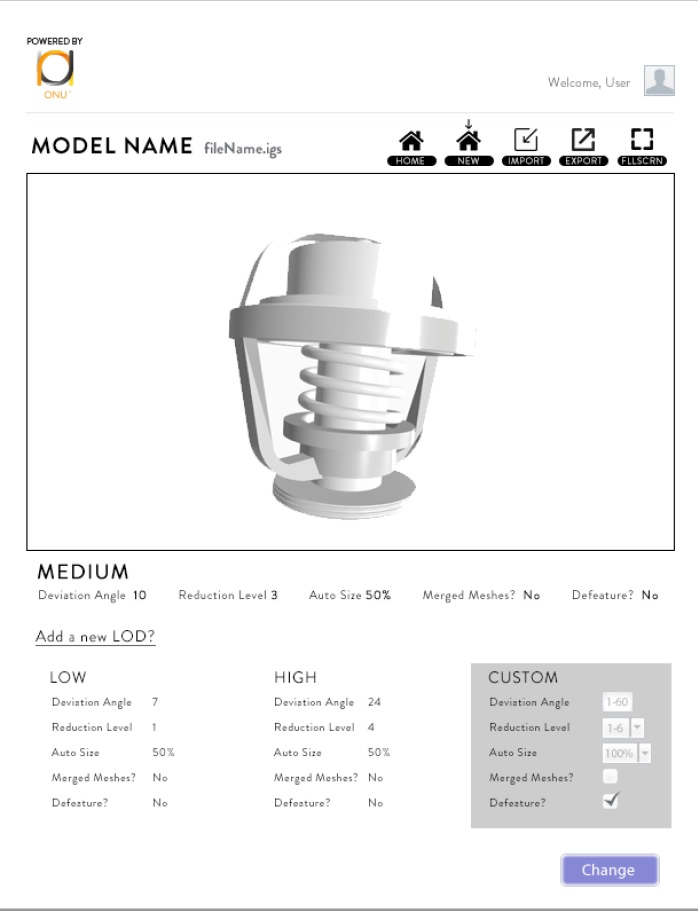 POWERED BY
ONU
Welcome, User
MODEL NAME fileName.igs
HOME NEW IMPORT EXPORT FLLSCRN
MEDIUM
Deviation Angle 10 Reduction Level 3 Auto Size 50% Merged Meshes? No Defeature? No
Add a new LOD?
LOW HIGH CUSTOM
Deviation Angle 7 Deviation Angle 24 Deviation Angle 1-60
Reduction Level 1 Reduction Level 4 Reduction Level 1-6
Auto Size 50% Auto Size 50% Auto Size 100%
Merged Meshes? No Merged Meshes? No Merged Meshes?
Defeature? No Defeature? No Defeature?
Change